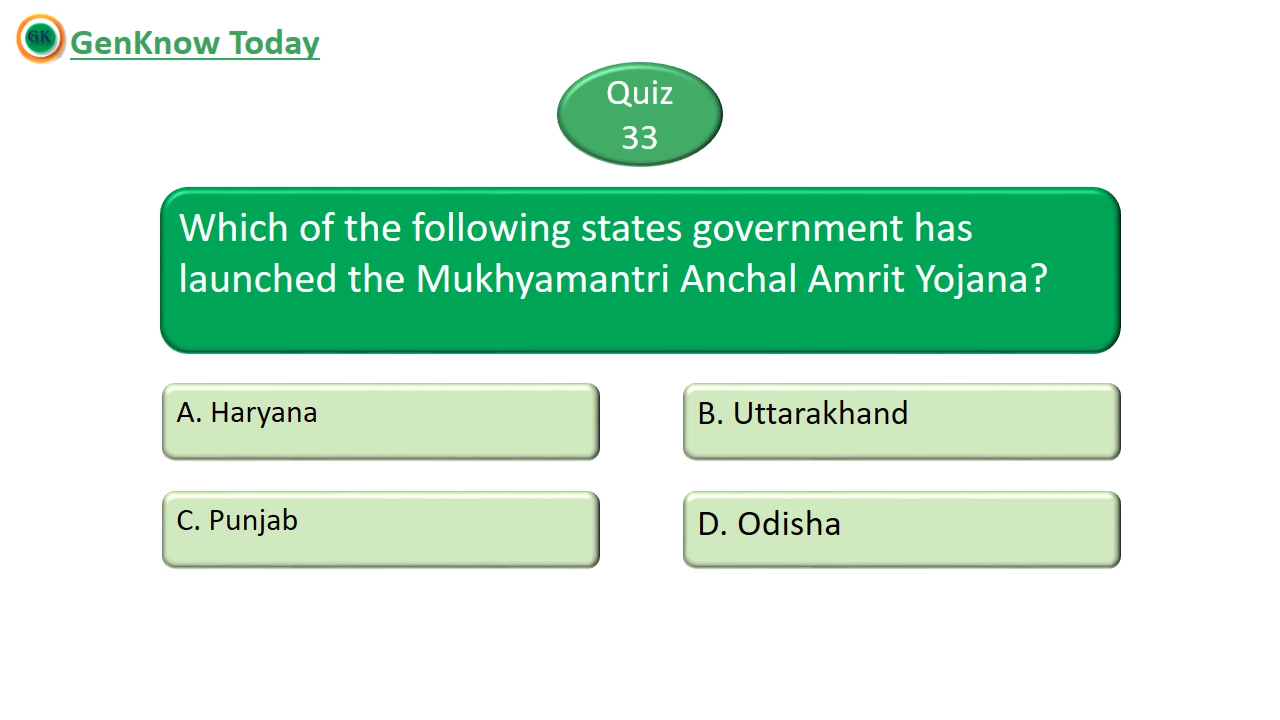 GK
GenKnow Today
Quiz
33
Which of the following states government has
launched the Mukhyamantri Anchal Amrit Yojana?
A. Haryana
B. Uttarakhand
C. Punjab
D. Odisha